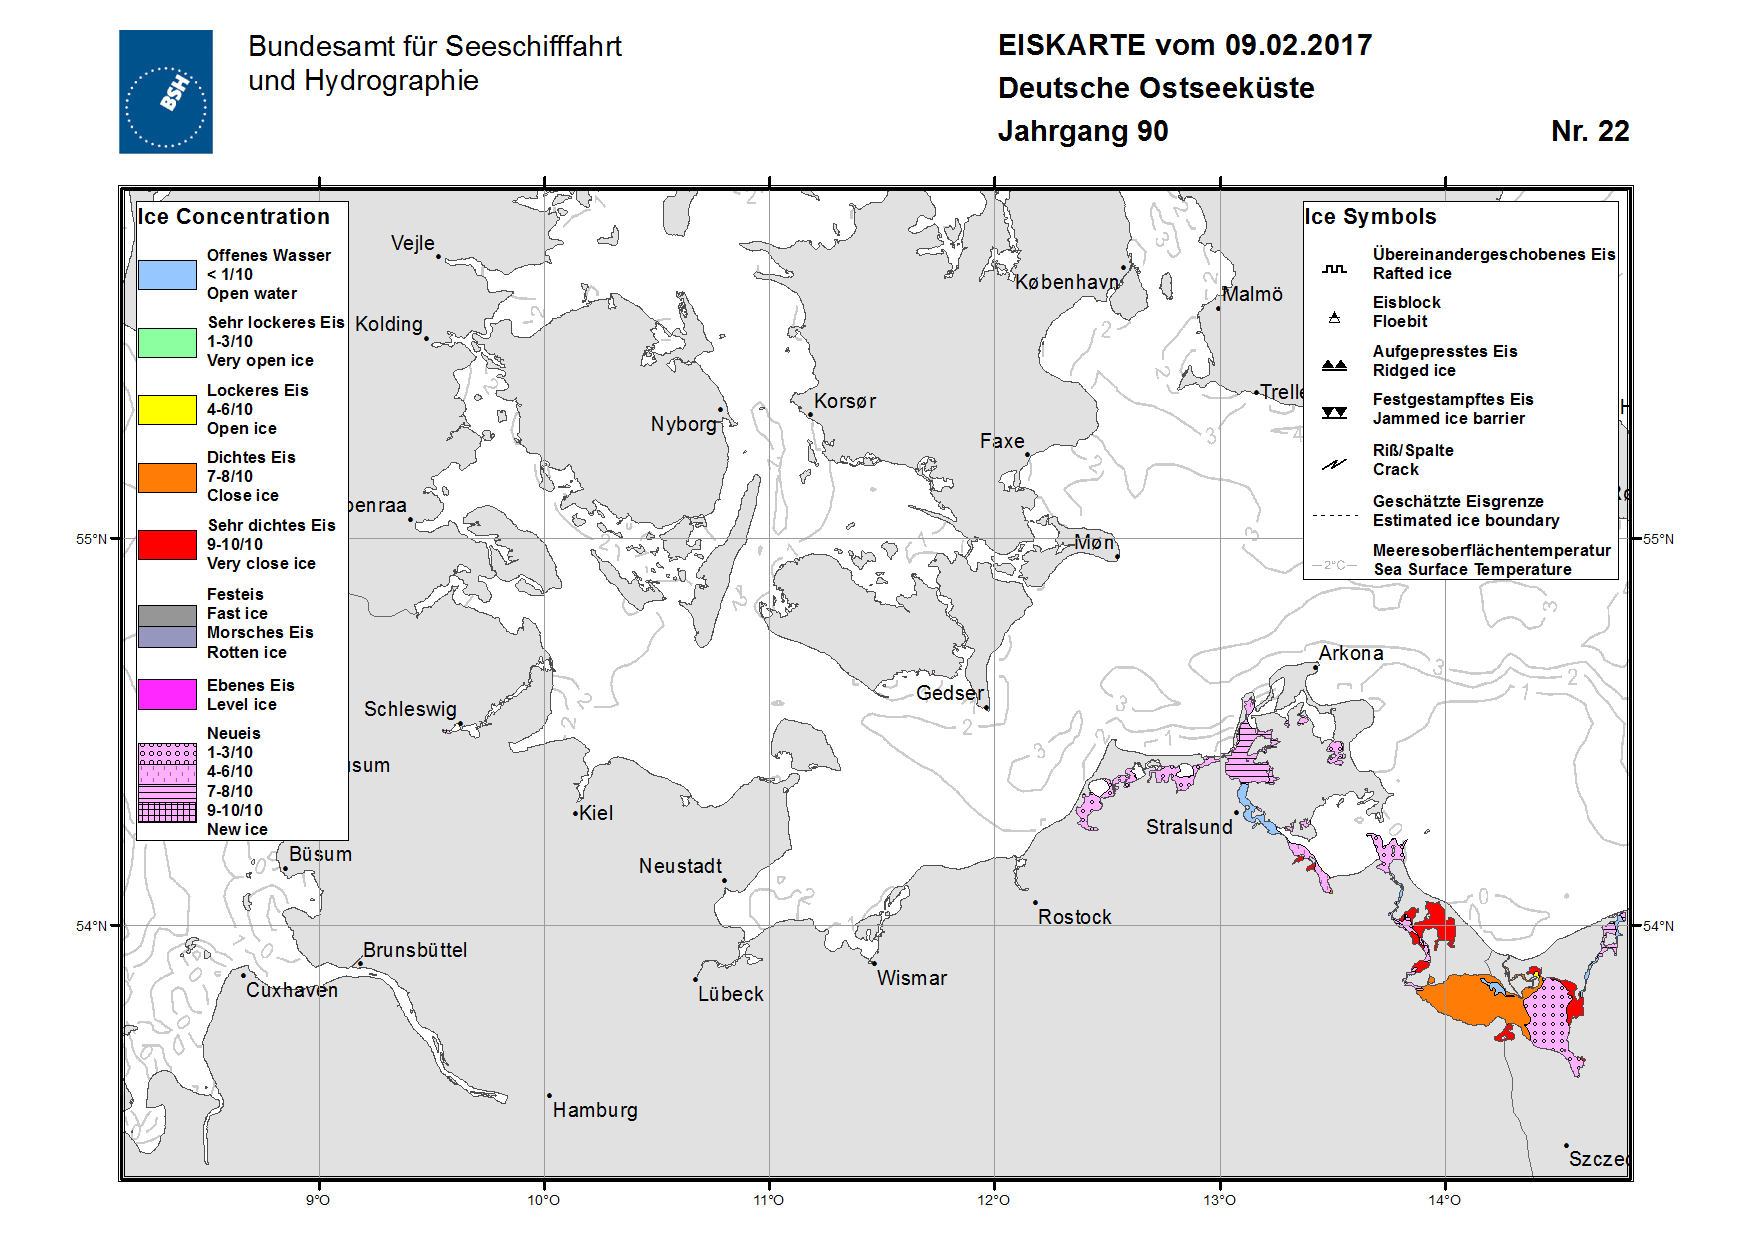 Bundesamt für Seeschifffahrt
und Hydrographie
BSH
EISKARTE vom 09.02.2017
Deutsche Ostseeküste
Jahrgang 90
Nr. 22
Ice Concentration
Offenes Wasser
< 1/10
Open water
Sehr lockeres Eis
1-3/10
Very open ice
Lockeres Eis
4-6/10
Open ice
Dichtes Eis
7-8/10
Close ice
Sehr dichtes Eis
9-10/10
Very close ice
Festeis
Fast ice
Morsches Eis
Rotten ice
Ebenes Eis
Level ice
Neueis
1-3/10
4-6/10
7-8/10
9-10/10
New ice
Ice Symbols
Übereinandergeschobenes Eis
Rafted ice
Eisblock
Floebit
Aufgepresstes Eis
Ridged ice
Festgestampftes Eis
Jammed ice barrier
Riß/Spalte
Crack
Geschätzte Eisgrenze
Estimated ice boundary
Meeresoberflächentemperatur
2°C
Sea Surface Temperature
Vejle
København
Malmö
Kolding
Trelle
Korsør
Nyborg
Faxe
penraa
Møn
Arkona
Gedser
Schleswig
sum
Kiel
Stralsund
Büsum
Neustadt
Rostock
Brunsbüttel
Wismar
Cuxhaven
Lübeck
Hamburg
Szczec
55°N
55°N
54°N
54°N
9°O
10°O
11°O
12°O
13°O
14°O